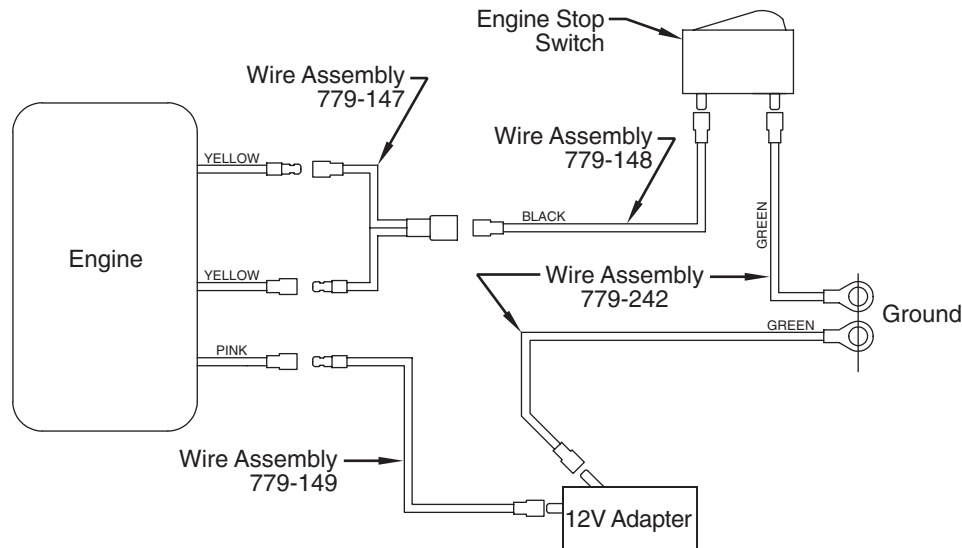 Engine Stop
Switch
Wire Assembly
779-147
Wire Assembly
779-148
YELLOW
BLACK
GREEN
Engine
YELLOW
Wire Assembly
779-242
Ground
GREEN
PINK
Wire Assembly
779-149
12V Adapter